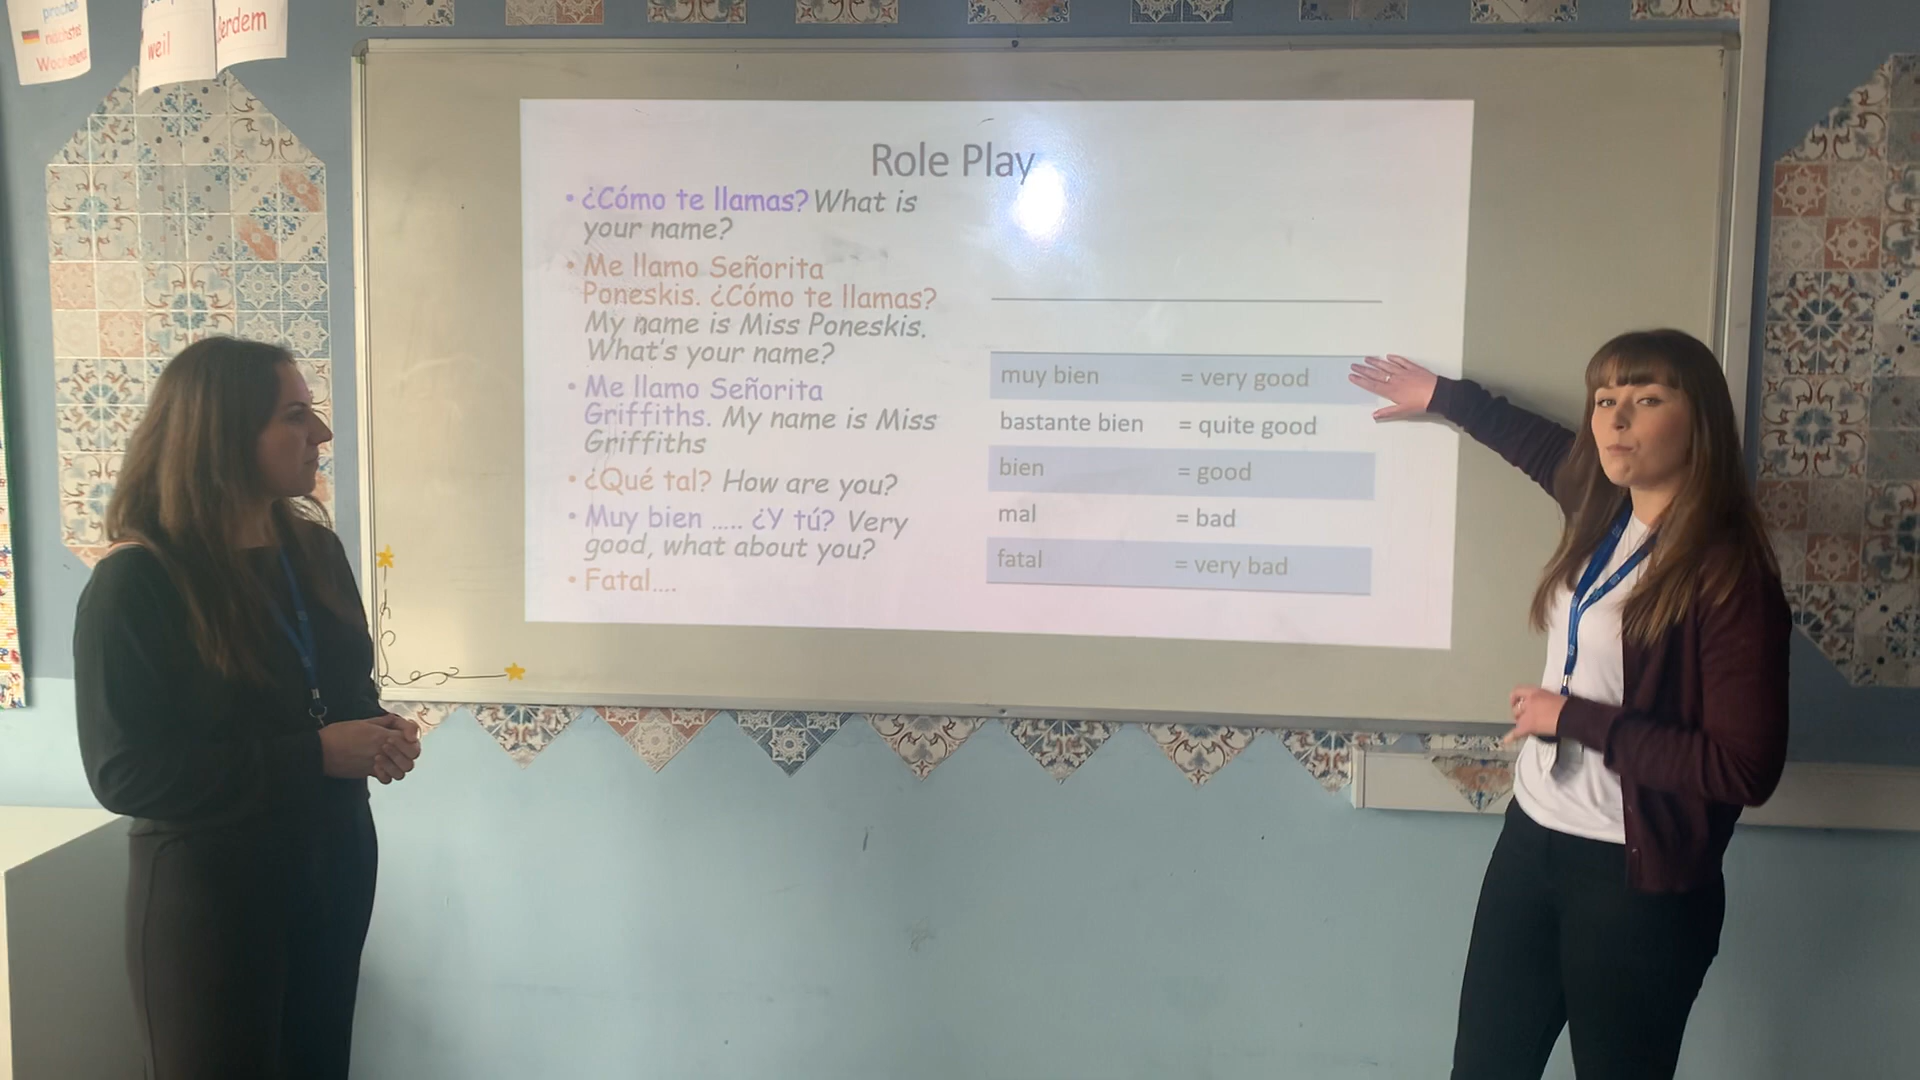 sprachen
nächstes
Wochenende
weil
erdem
Role Play
• ¿Cómo te llamas? What is
your name?
• Me llamo Señorita
Poneskis. ¿Cómo te llamas?
My name is Miss Poneskis.
What's your name?
• Me llamo Señorita
Griffiths. My name is Miss
Griffiths
• ¿Qué tal? How are you?
• Muy bien ..... ¿Y tú? Very
good, what about you?
• Fatal....
muy bien = very good
bastante bien = quite good
bien = good
mal = bad
fatal = very bad